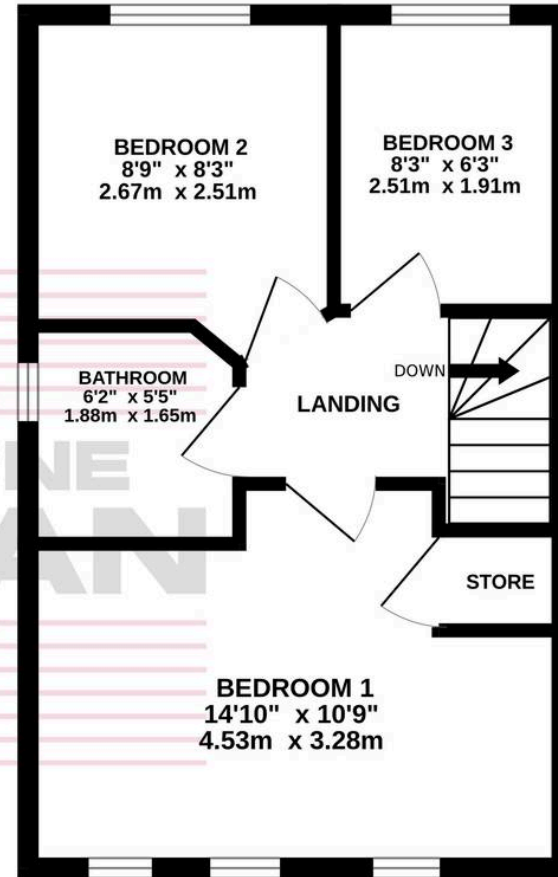 BEDROOM 2
8'9" x 8'3"
2.67m x 2.51m
BEDROOM 3
8'3" x 6'3"
2.51m x 1.91m
BATHROOM
6'2" x 5'5"
1.88m x 1.65m
DOWN
LANDING
STORE
BEDROOM 1
14'10" x 10'9"
4.53m x 3.28m